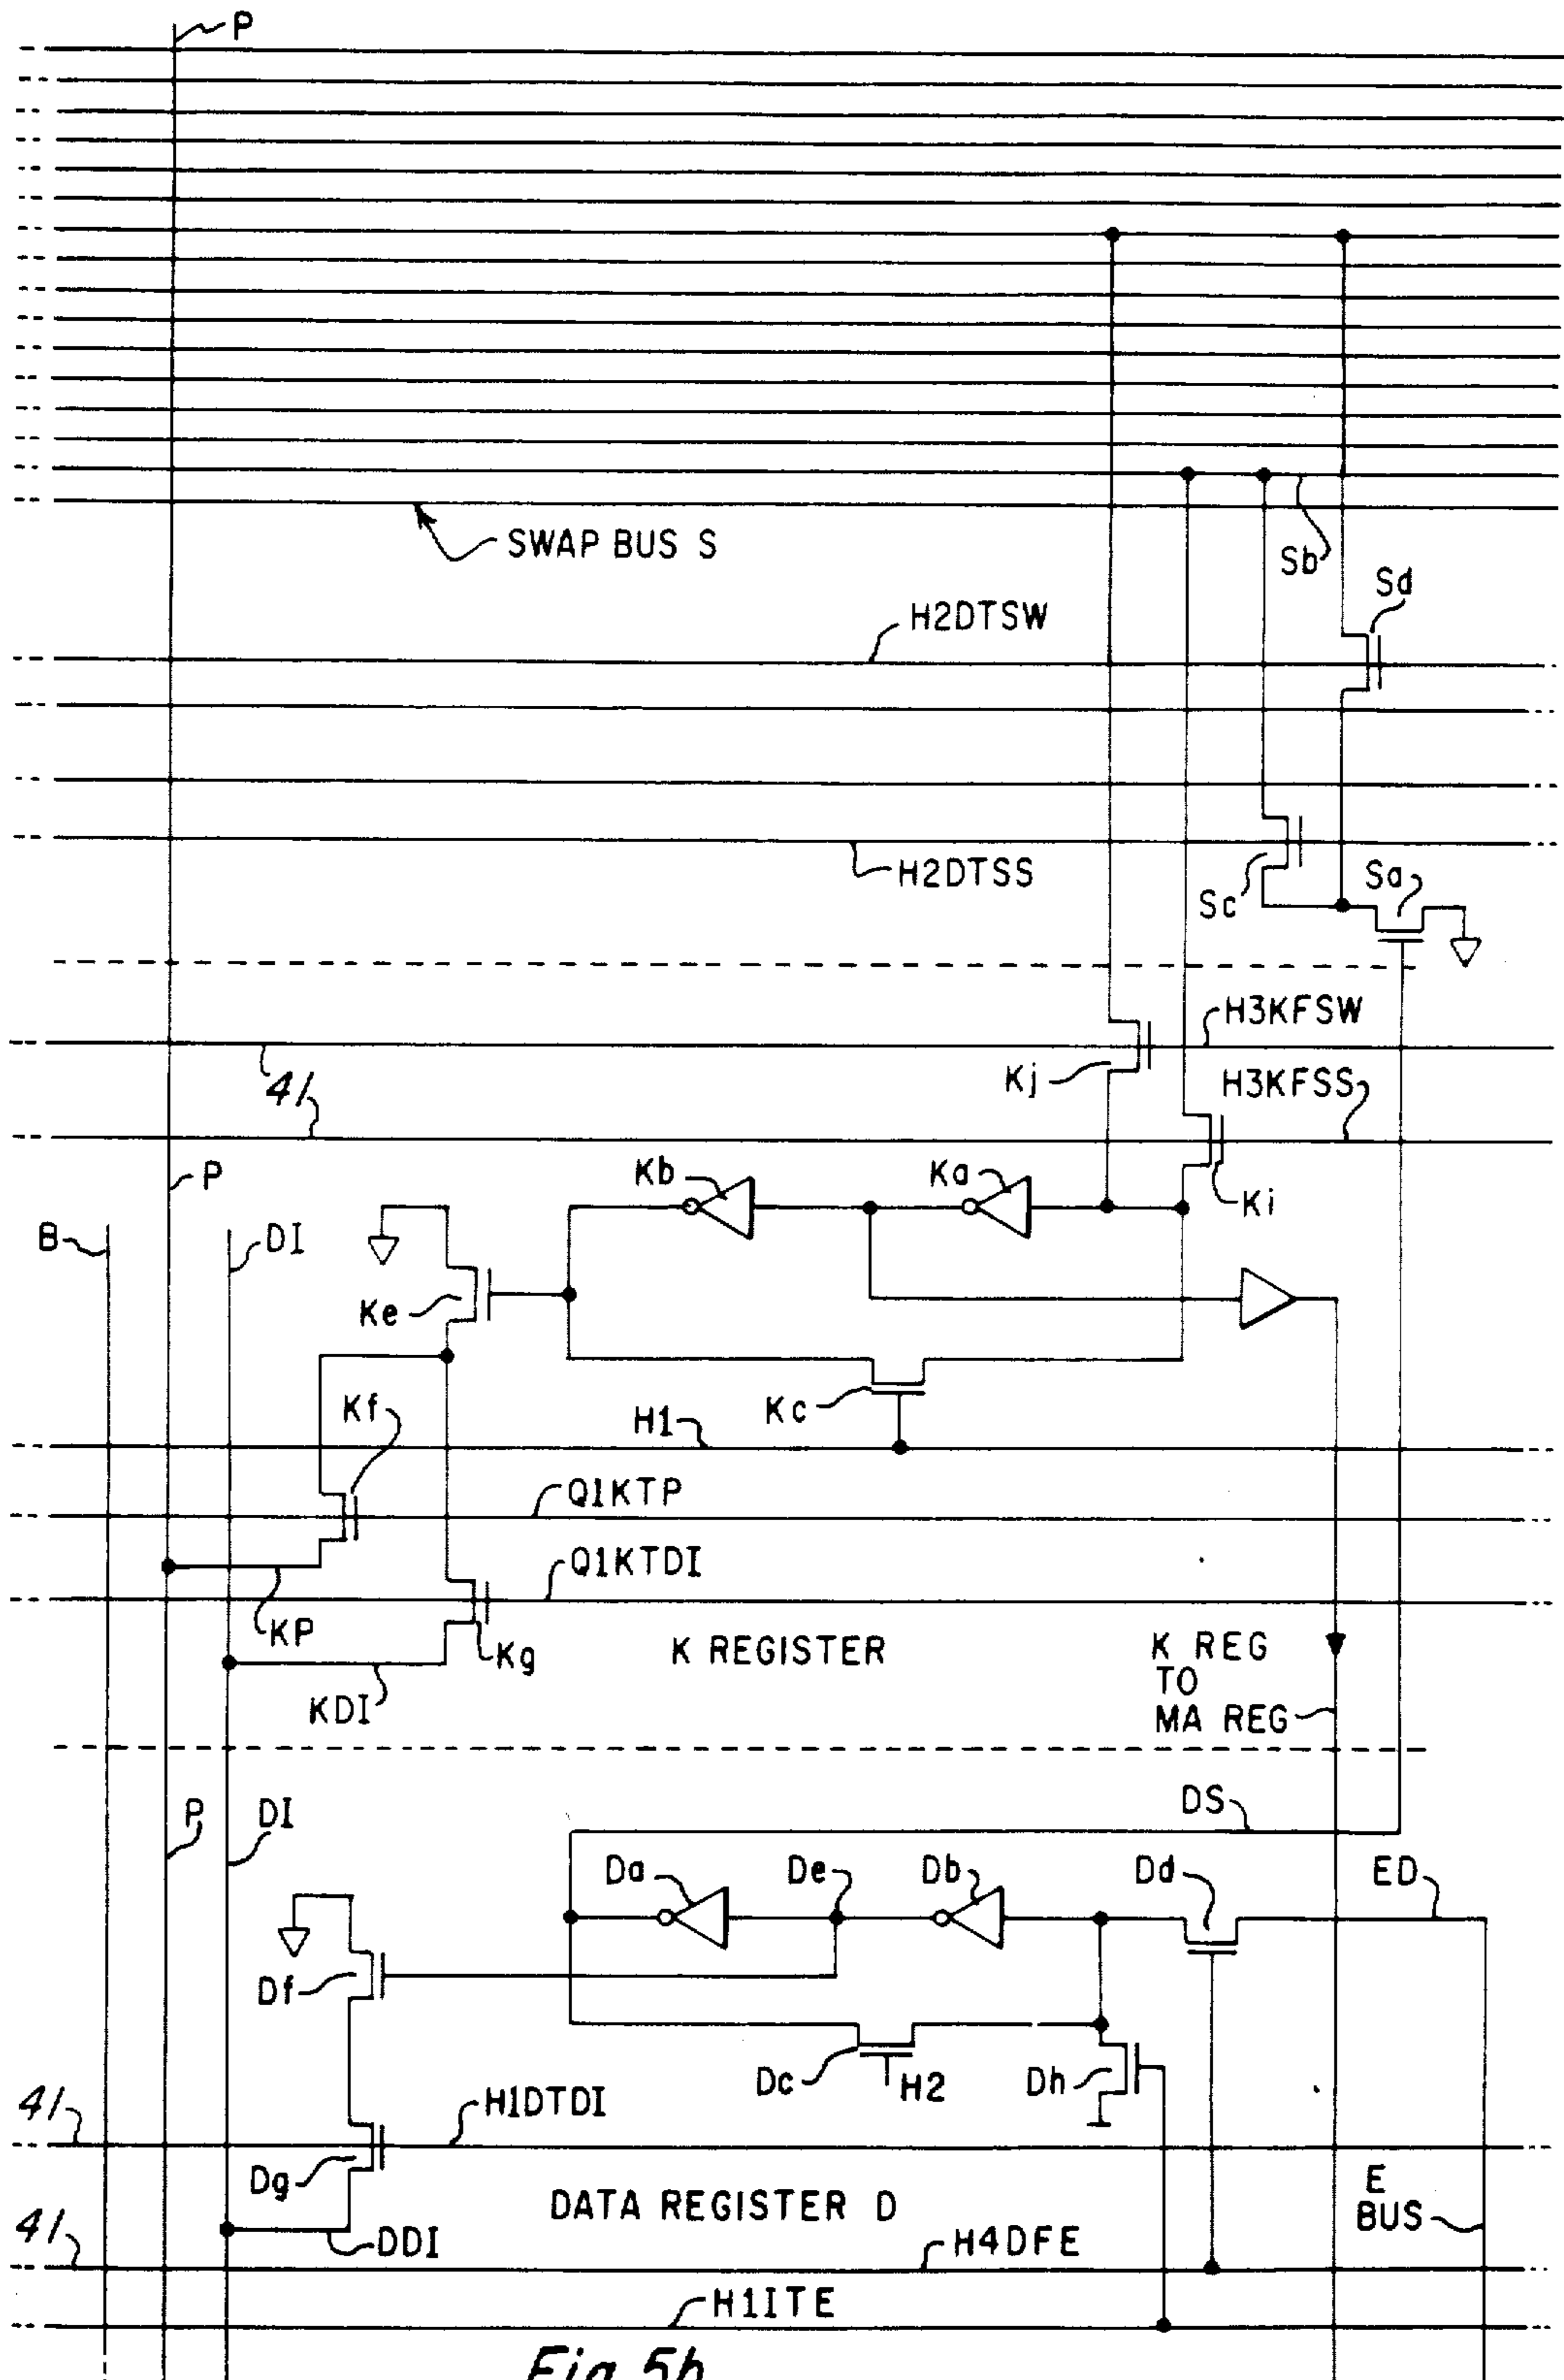 P
SWAP BUS S
Sb
Sd
H2DTSW
H2DTSS
Sc
Sa
H3KFSW
41
Kj
H3KFSS
P
Kb
Ka
Ki
B
DI
Ke
Kf
H1
Kc
Q1KTP
Q1KTDI
KP
Kg
K REGISTER
K REG
TO
MA REG
KDI
P
DI
DS
Da
De
Db
Dd
ED
Df
Dc
H2
Dh
41
H1DTDI
Dg
DATA REGISTER D
E
BUS
41
DDI
H4DFE
H1ITE
Fig. 5b